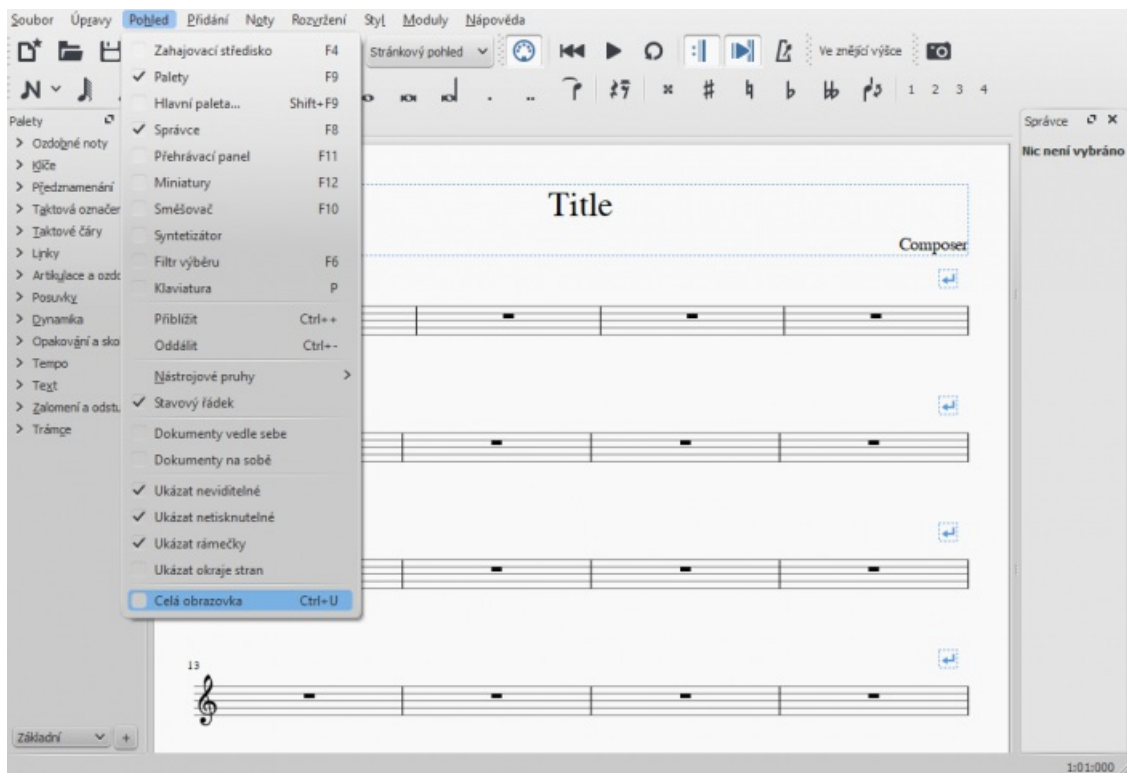 Soubor Úpravy Pohled Přidání Noty Rozvržení Styl Moduly Nápověda
Stránkový pohled
Ve znějící výšce
1 2 3 4
Zahajovací středisko F4
Palety F9
Hlavní paleta... Shift+F9
Správce F8
Přehrávací panel F11
Miniatury F12
Směšovač F10
Syntetizátor
Filtr výběru F6
Klaviatura P
Přiblížit Ctrl++
Oddálit Ctrl+-
Nástrojové pruhy
Stavový řádek
Dokumenty vedle sebe
Dokumenty na sobě
Ukázat neviditelné
Ukázat netisknutelné
Ukázat rámečky
Ukázat okraje stran
Celá obrazovka Ctrl+U
Palety
Ozdobné noty
Klíče
Předznamenání
Taktová označer
Taktové čáry
Linky
Artikulace a ozdo
Posuvky
Dynamika
Opakování a sko
Tempo
Text
Zalomení a odstu
Trámce
Základní
Title
Composer
13
Správce
Nic není vybráno
1:01:000